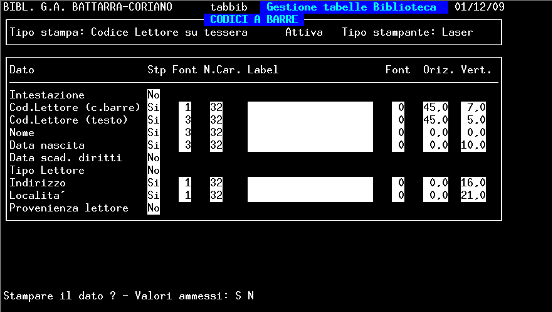 BIBL. G.A. BATTARRA-CORIANO tabbib Gestione tabelle Biblioteca 01/12/09
CODICI A BARRE
Tipo stampa: Codice Lettore su tessera Attiva Tipo stampante: Laser
Dato Stp Font N.Car. Label Font Oriz. Vert.
Intestazione No
Cod.Lettore (c.barre) Si 1 32 0 45,0 7,0
Cod.Lettore (testo) Si 3 32 0 45,0 5,0
Nome Si 3 32 0 0,0 0,0
Data nascita Si 3 32 0 0,0 10,0
Data scad. diritti No
Tipo Lettore No
Indirizzo Si 1 32 0 0,0 16,0
Localita´ Si 1 32 0 0,0 21,0
Provenienza lettore No
Stampare il dato ? - Valori ammessi: S N